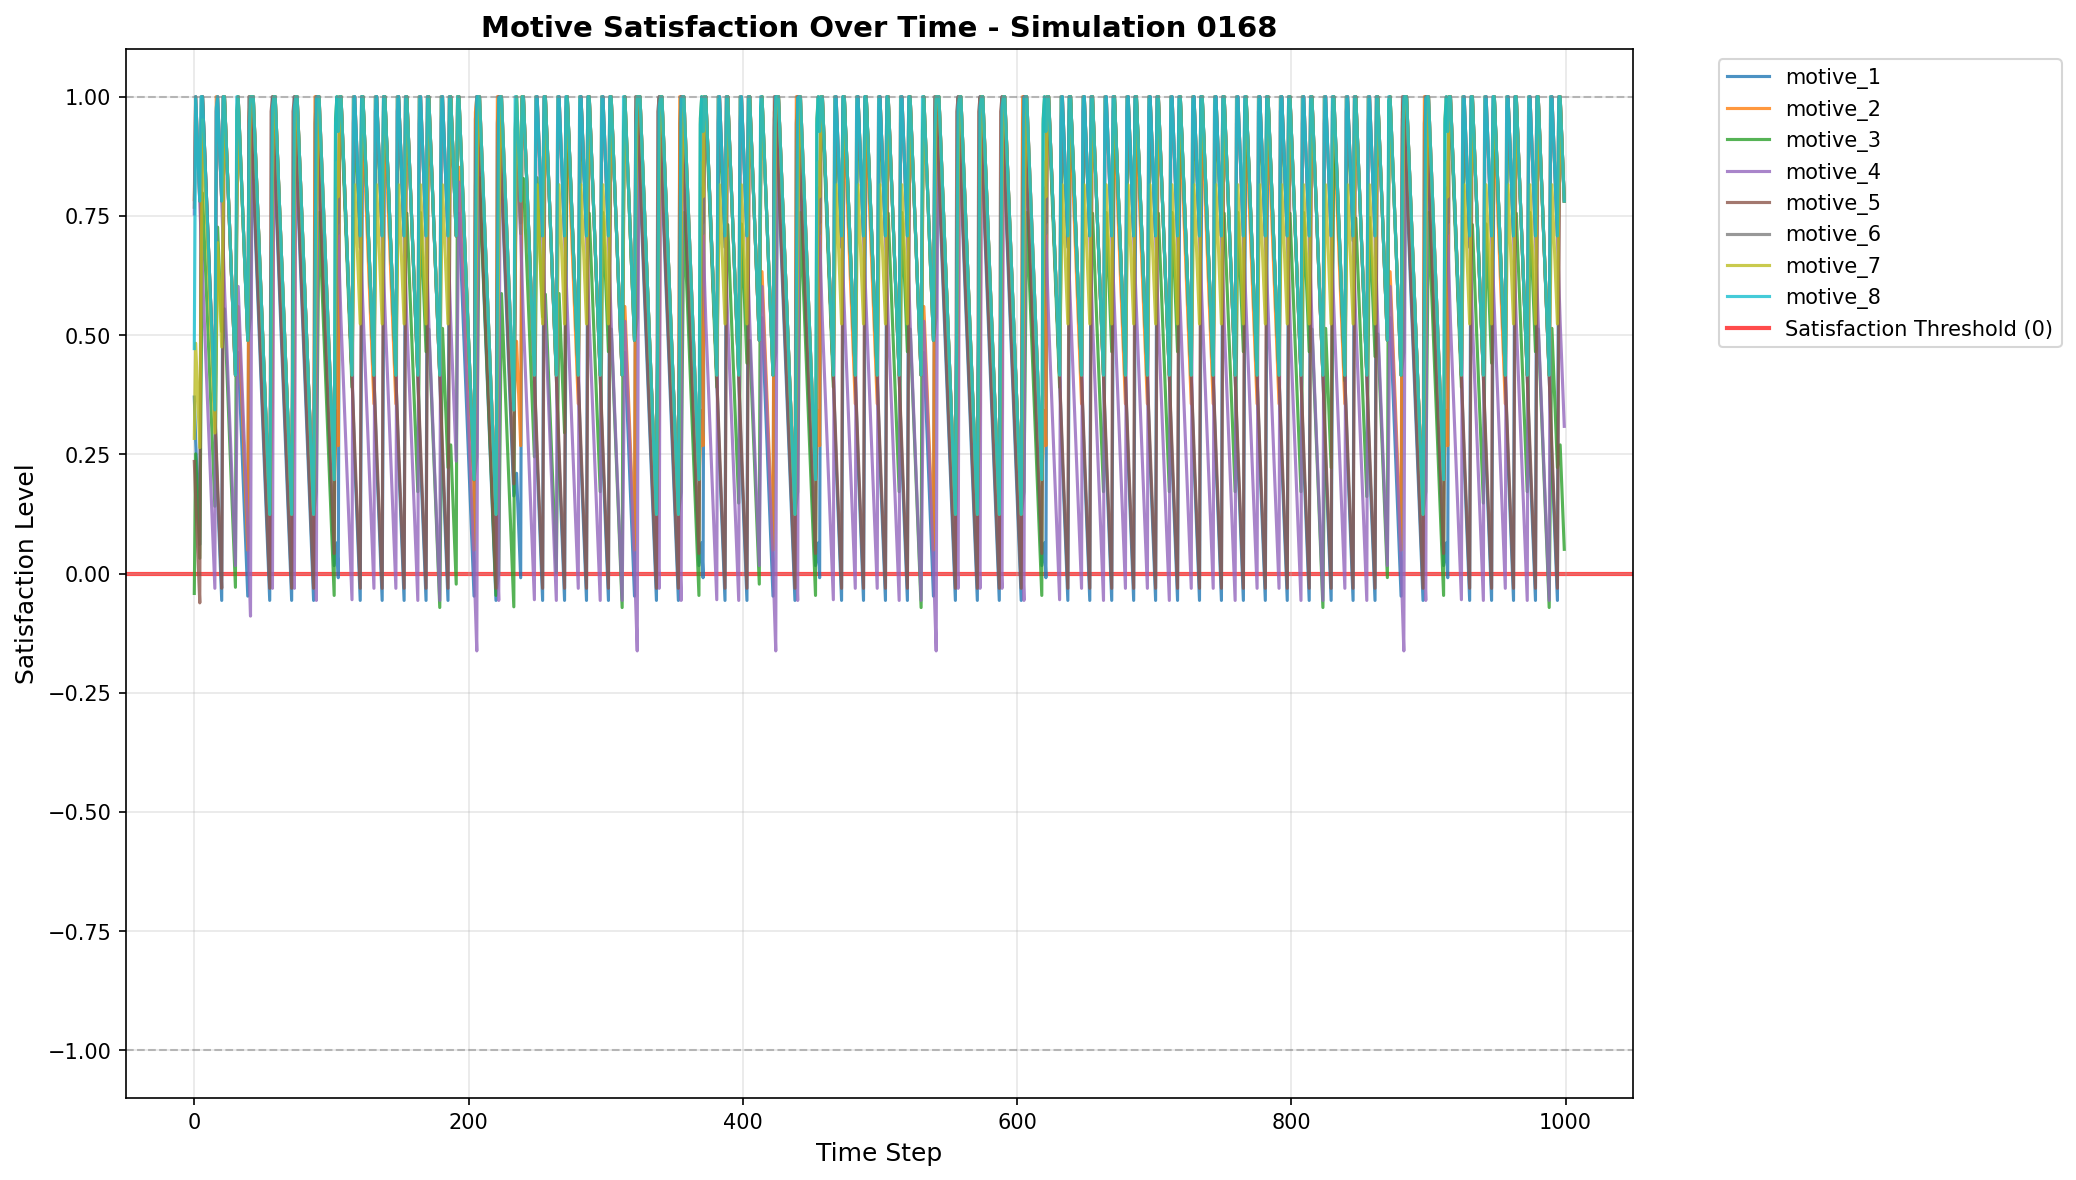 Motive Satisfaction Over Time - Simulation 0168
Satisfaction Level
1.00
0.75
0.50
0.25
0.00
−0.25
−0.50
−0.75
−1.00
0
200
400
600
800
1000
Time Step
motive_1
motive_2
motive_3
motive_4
motive_5
motive_6
motive_7
motive_8
Satisfaction Threshold (0)